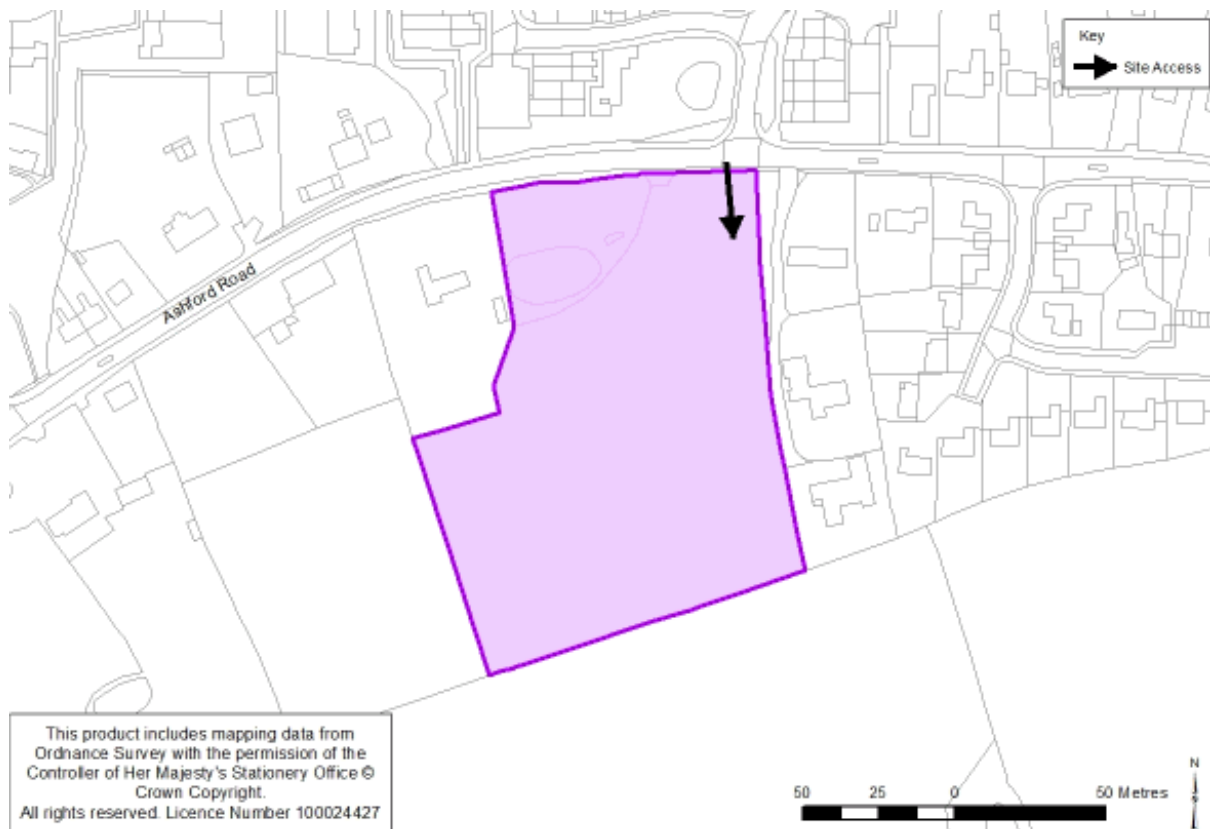 Key
Site Access
Ashford Road
This product includes mapping data from
Ordnance Survey with the permission of the
Controller of Her Majesty's Stationery Office ©
Crown Copyright.
All rights reserved. Licence Number 100024427
50 25 0 50 Metres
N